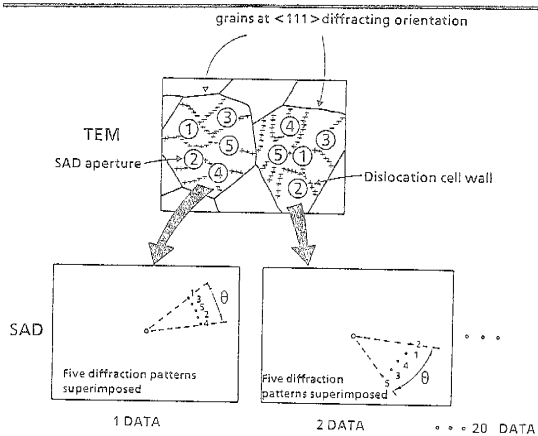 grains at <111> diffracting orientation
TEM
SAD aperture
1
3
2
5
4
4
3
5
1
2
Dislocation cell wall
SAD
1
3
5
2
4
θ
Five diffraction patterns
superimposed
2
1
4
3
5
θ
Five diffraction
patterns superimposed
1 DATA
2 DATA
20 DATA